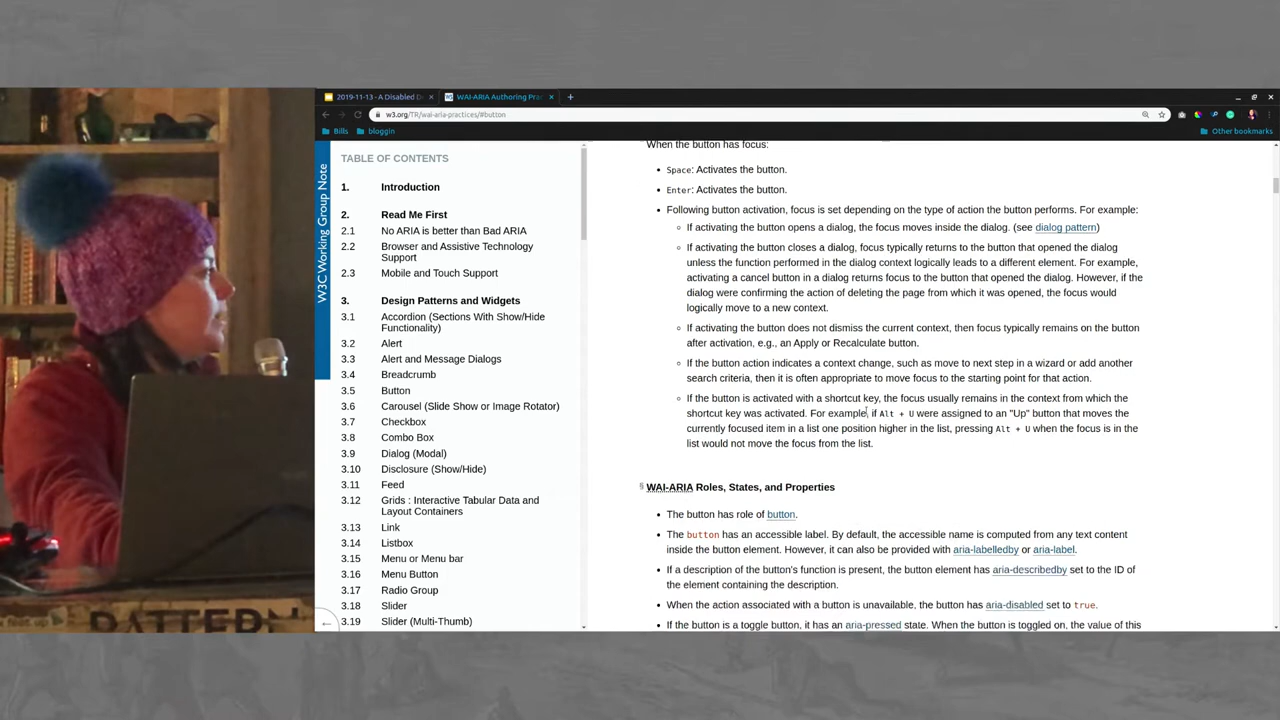 2019-11-13 - A Disabled D
WAI-ARIA Authoring Pra
w3.org/TR/wai-aria-practices/#button
Bills
bloggin
Other bookmarks
W3C Working Group Note
TABLE OF CONTENTS
1. Introduction
2. Read Me First
2.1 No ARIA is better than Bad ARIA
2.2 Browser and Assistive Technology
Support
2.3 Mobile and Touch Support
3. Design Patterns and Widgets
3.1 Accordion (Sections With Show/Hide
Functionality)
3.2 Alert
3.3 Alert and Message Dialogs
3.4 Breadcrumb
3.5 Button
3.6 Carousel (Slide Show or Image Rotator)
3.7 Checkbox
3.8 Combo Box
3.9 Dialog (Modal)
3.10 Disclosure (Show/Hide)
3.11 Feed
3.12 Grids : Interactive Tabular Data and
Layout Containers
3.13 Link
3.14 Listbox
3.15 Menu or Menu bar
3.16 Menu Button
3.17 Radio Group
3.18 Slider
3.19 Slider (Multi-Thumb)
When the button has focus:
• Space: Activates the button.
• Enter: Activates the button.
• Following button activation, focus is set depending on the type of action the button performs. For example:
◦ If activating the button opens a dialog, the focus moves inside the dialog. (see dialog pattern)
◦ If activating the button closes a dialog, focus typically returns to the button that opened the dialog
unless the function performed in the dialog context logically leads to a different element. For example,
activating a cancel button in a dialog returns focus to the button that opened the dialog. However, if the
dialog were confirming the action of deleting the page from which it was opened, the focus would
logically move to a new context.
◦ If activating the button does not dismiss the current context, then focus typically remains on the button
after activation, e.g., an Apply or Recalculate button.
◦ If the button action indicates a context change, such as move to next step in a wizard or add another
search criteria, then it is often appropriate to move focus to the starting point for that action.
◦ If the button is activated with a shortcut key, the focus usually remains in the context from which the
shortcut key was activated. For example, if Alt + U were assigned to an "Up" button that moves the
currently focused item in a list one position higher in the list, pressing Alt + U when the focus is in the
list would not move the focus from the list.
§ WAI-ARIA Roles, States, and Properties
• The button has role of button.
• The button has an accessible label. By default, the accessible name is computed from any text content
inside the button element. However, it can also be provided with aria-labelledby or aria-label.
• If a description of the button's function is present, the button element has aria-describedby set to the ID of
the element containing the description.
• When the action associated with a button is unavailable, the button has aria-disabled set to true.
• If the button is a toggle button, it has an aria-pressed state. When the button is toggled on, the value of this
PATTERN